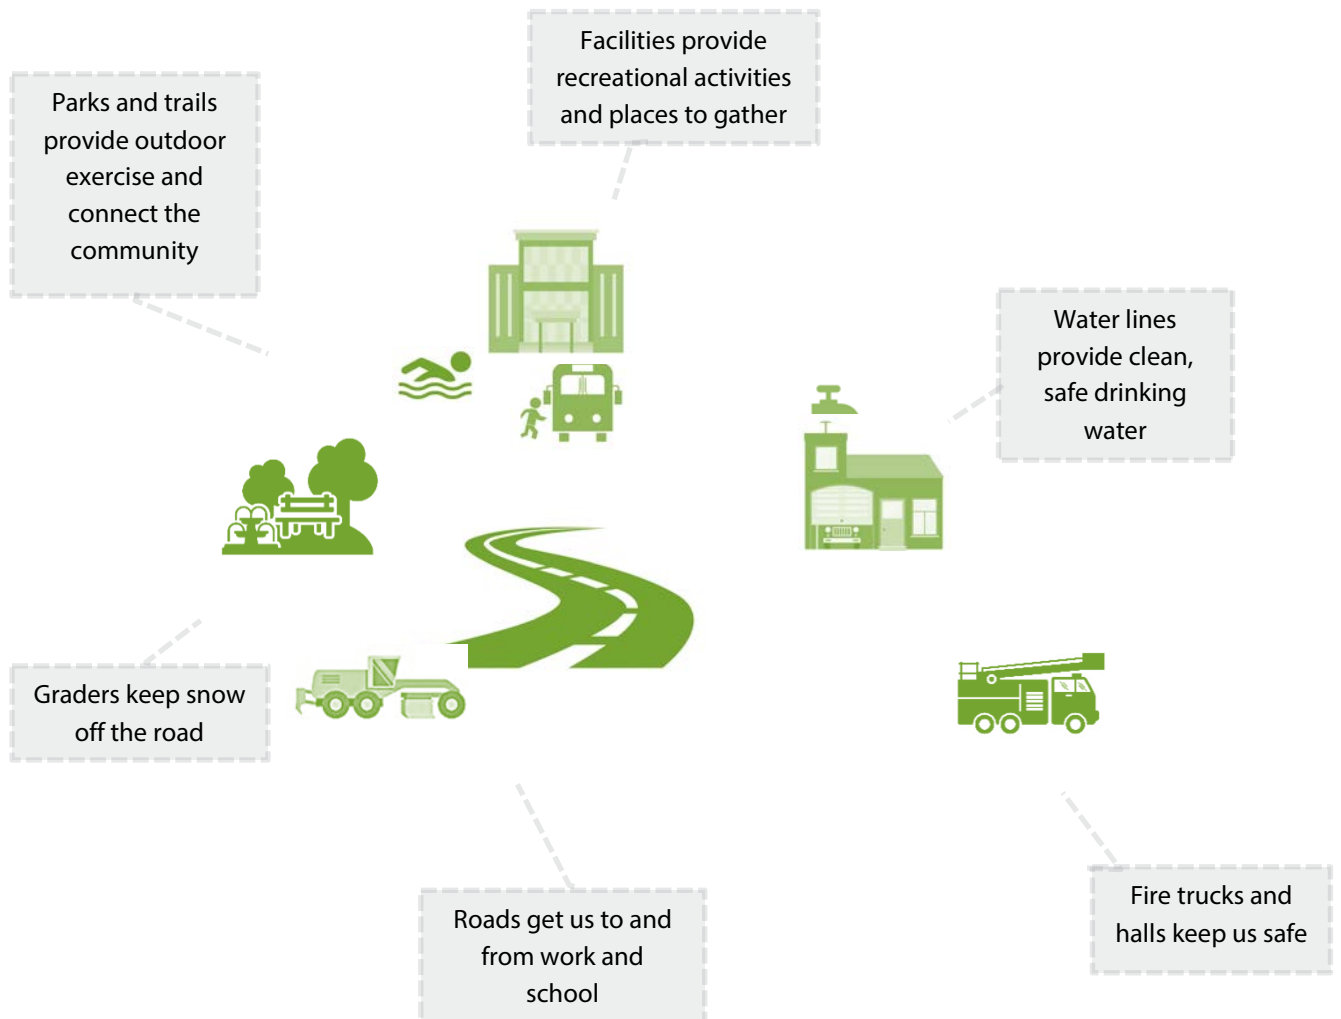 Facilities provide
recreational activities
and places to gather
Parks and trails
provide outdoor
exercise and
connect the
community
Water lines
provide clean,
safe drinking
water
Graders keep snow
off the road
Roads get us to and
from work and
school
Fire trucks and
halls keep us safe